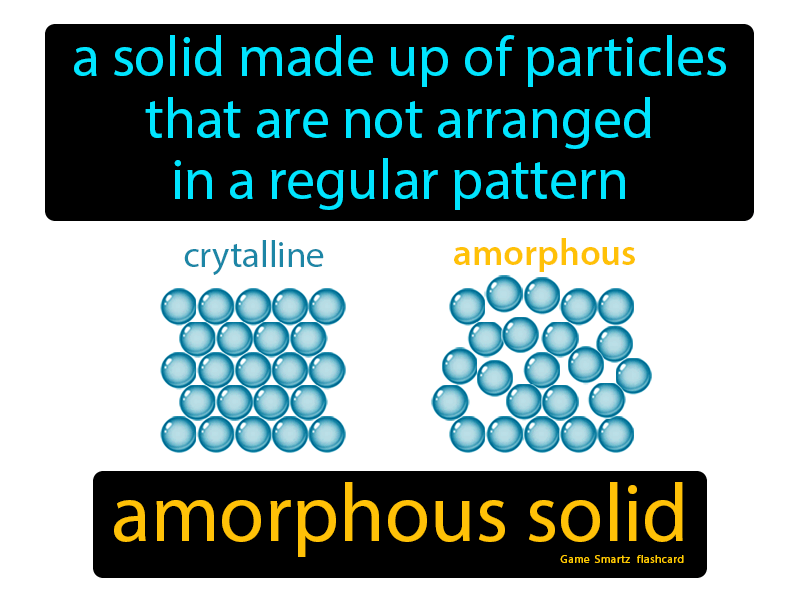 a solid made up of particles
that are not arranged
in a regular pattern
crytalline
amorphous
amorphous solid
Game Smartz flashcard